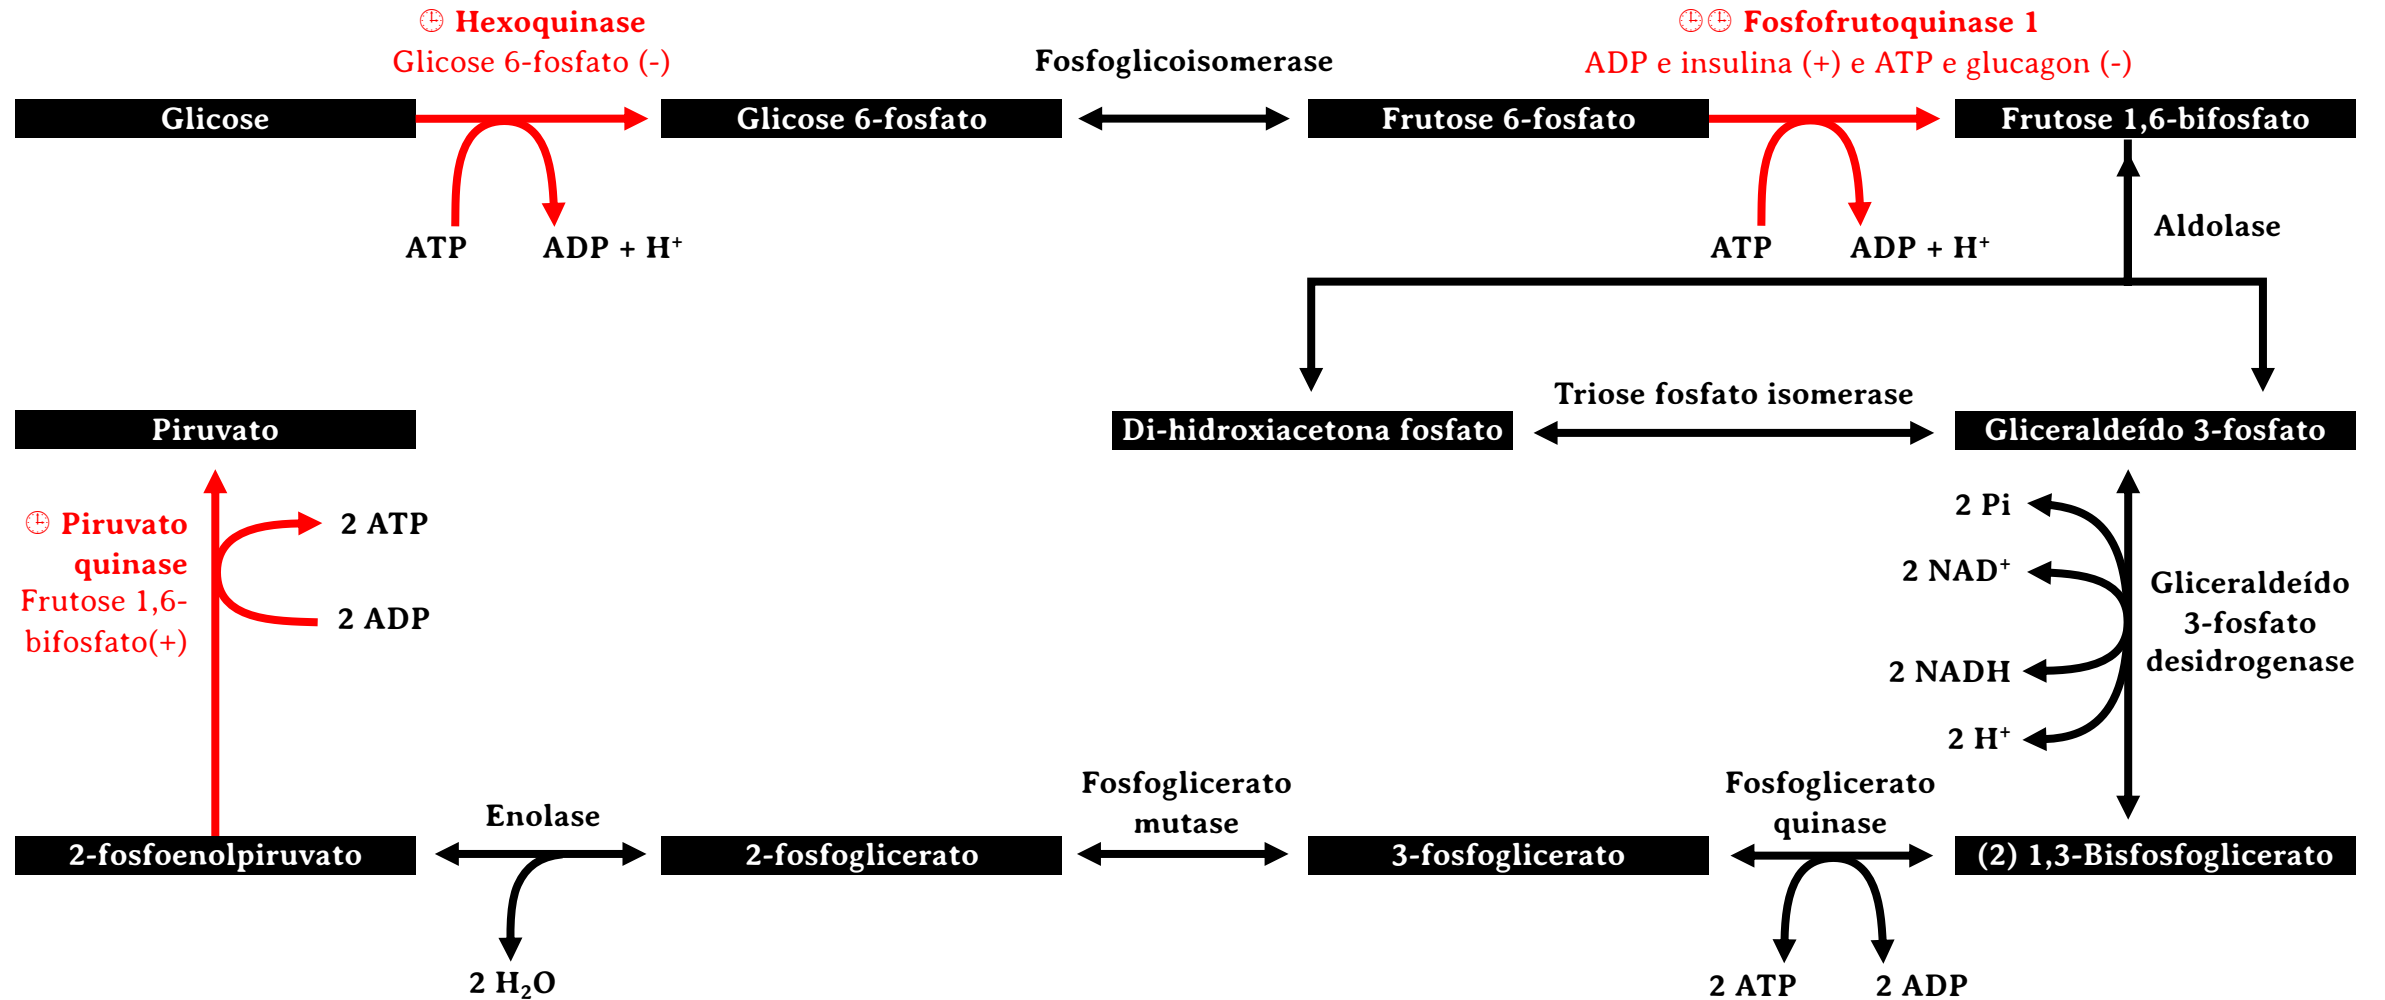 🕒 Hexoquinase
Glicose 6-fosfato (-)
Fosfoglicoisomerase
🕒🕒 Fosfofrutoquinase 1
ADP e insulina (+) e ATP e glucagon (-)
Glicose
Glicose 6-fosfato
Frutose 6-fosfato
Frutose 1,6-bifosfato
ATP
ADP + H⁺
ATP
ADP + H⁺
Aldolase
Triose fosfato isomerase
Di-hidroxiacetona fosfato
Gliceraldeído 3-fosfato
2 Pi
2 NAD⁺
2 NADH
2 H⁺
Gliceraldeído
3-fosfato
desidrogenase
Fosfoglicerato
quinase
(2) 1,3-Bisfosfoglicerato
2 ATP
2 ADP
3-fosfoglicerato
Fosfoglicerato
mutase
2-fosfoglicerato
Enolase
2 H₂O
2-fosfoenolpiruvato
🕒 Piruvato
quinase
Frutose 1,6-
bifosfato(+)
2 ATP
2 ADP
Piruvato